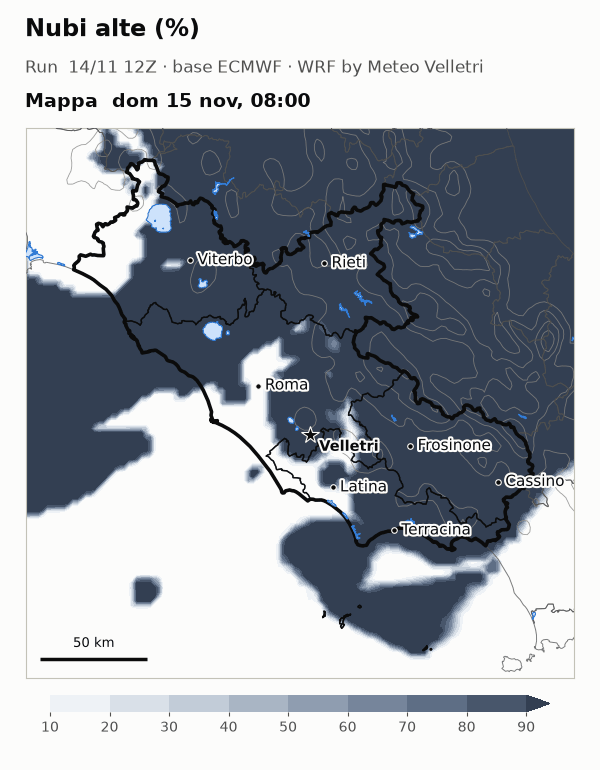 Nubi alte (%)
Run  14/11 12Z · base ECMWF · WRF by Meteo Velletri
Mappa  dom 15 nov, 08:00
Viterbo
Rieti
Roma
Velletri
Frosinone
Cassino
Latina
Terracina
50 km
10 20 30 40 50 60 70 80 90